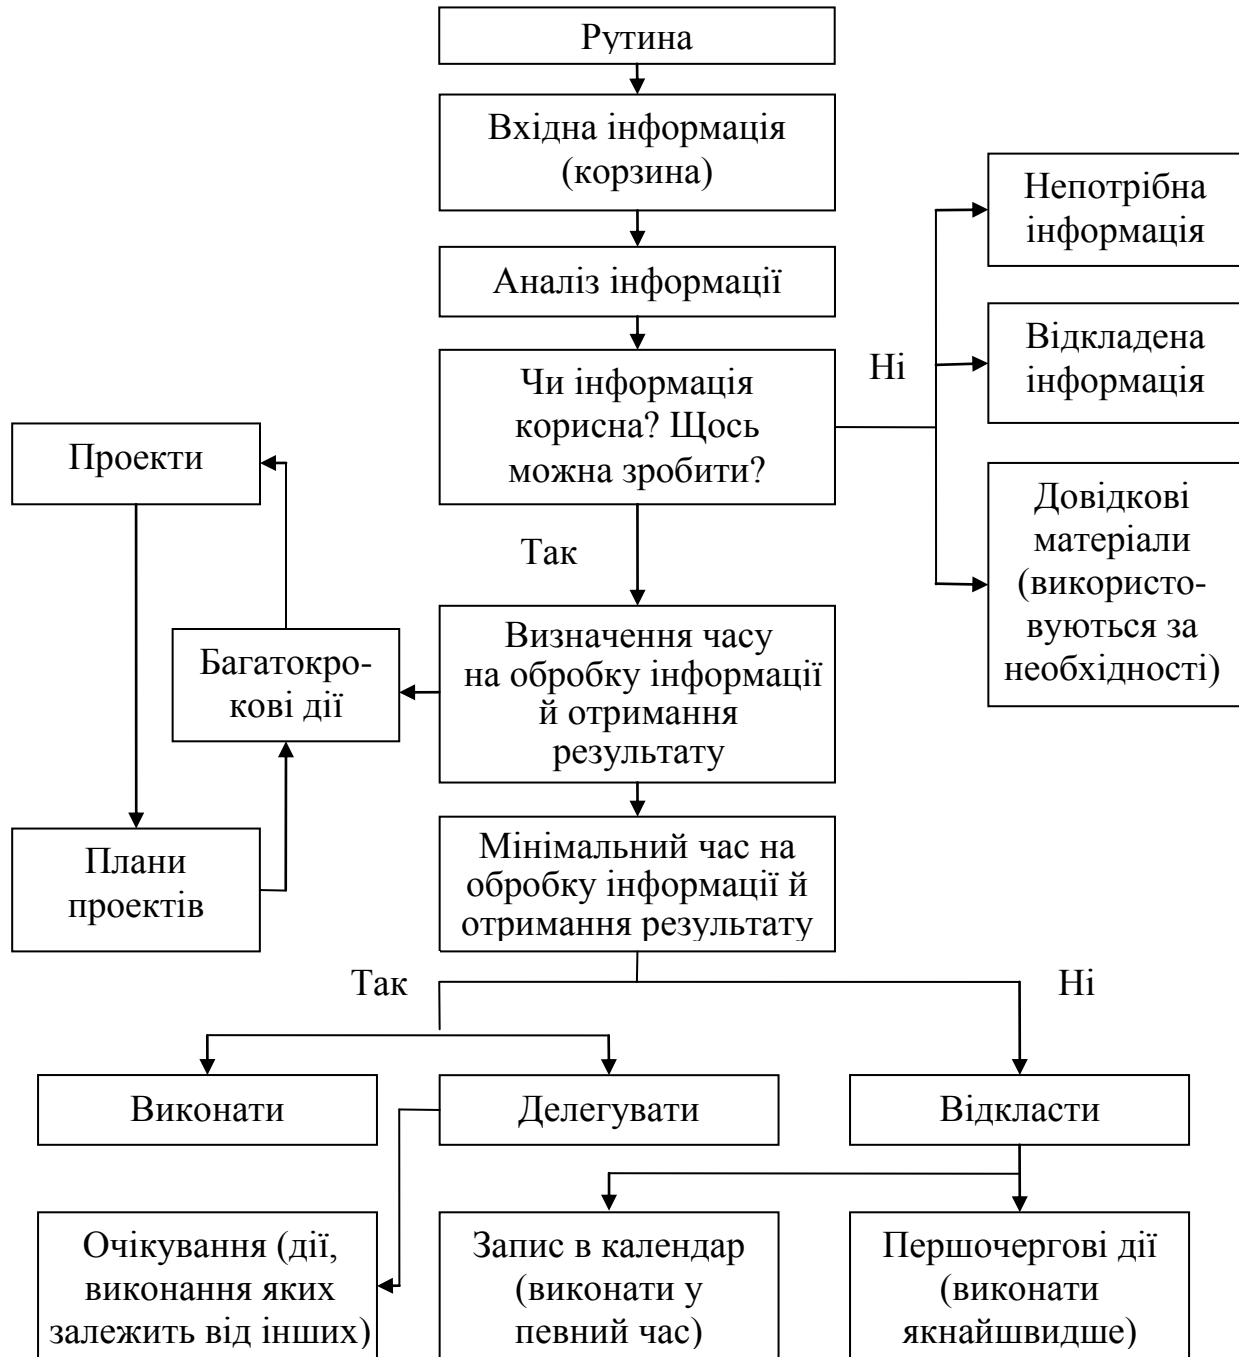 Рутина
Вхідна інформація
(корзина)
Аналіз інформації
Чи інформація
корисна? Щось
можна зробити?
Ні
Непотрібна
інформація
Відкладена
інформація
Довідкові
матеріали
(використо-
вуються за
необхідності)
Так
Проекти
Багатокро-
кові дії
Плани
проектів
Визначення часу
на обробку інформації
й отримання
результату
Мінімальний час на
обробку інформації й
отримання результату
Так
Ні
Виконати
Делегувати
Відкласти
Очікування (дії,
виконання яких
залежить від інших)
Запис в календар
(виконати у
певний час)
Першочергові дії
(виконати
якнайшвидше)